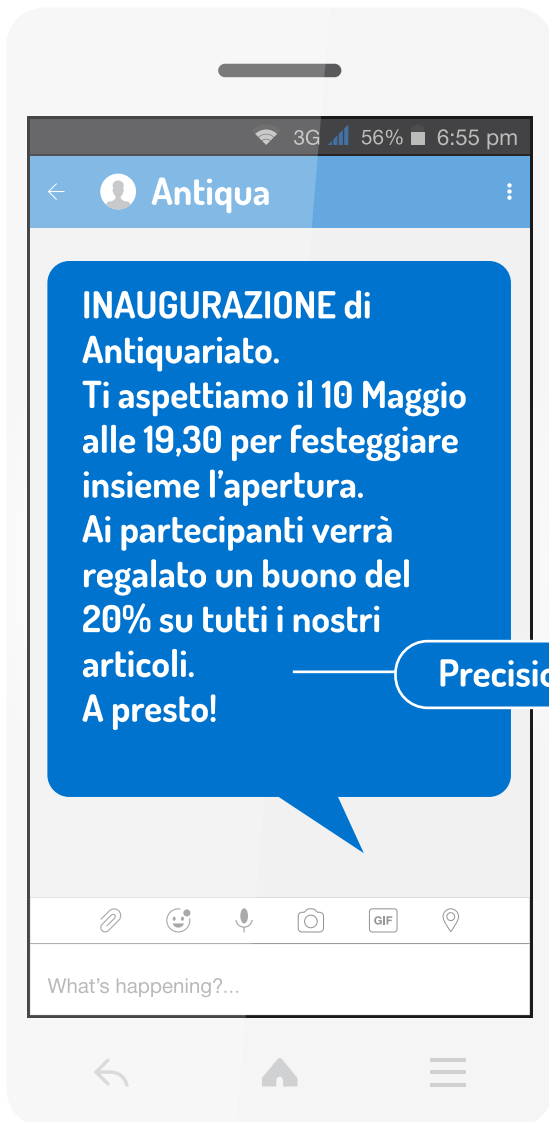 3G 56% 6:55 pm
Antiqua
INAUGURAZIONE di
Antiquariato.
Ti aspettiamo il 10 Maggio
alle 19,30 per festeggiare
insieme l’apertura.
Ai partecipanti verrà
regalato un buono del
20% su tutti i nostri
articoli.
A presto!
GIF
What's happening?...